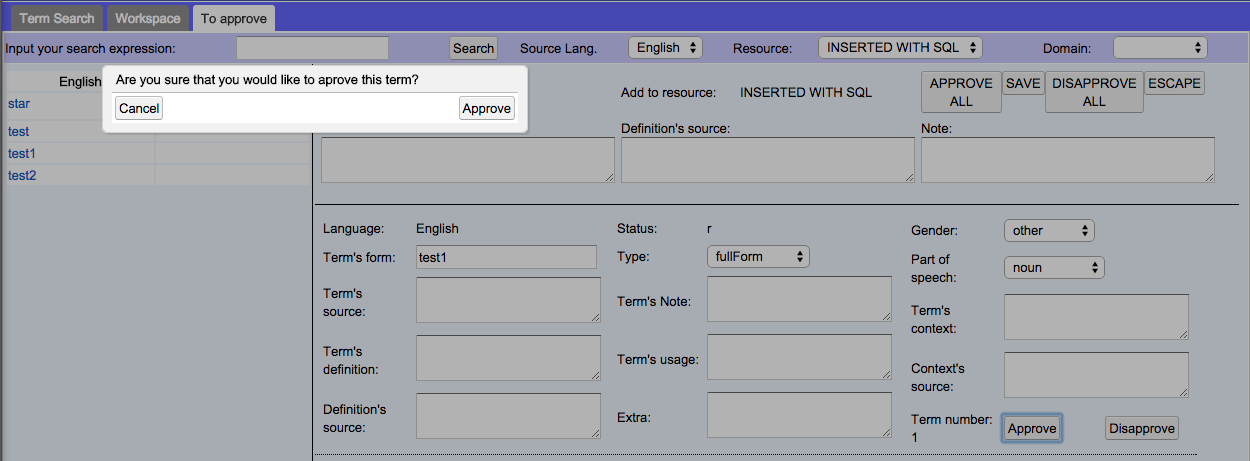 Term Search Workspace To approve
Input your search expression: Search Source Lang. English Resource: INSERTED WITH SQL Domain:
English
star
test
test1
test2
Are you sure that you would like to aprove this term?
Cancel Approve
Add to resource: INSERTED WITH SQL
APPROVE ALL
SAVE
DISAPPROVE ALL
ESCAPE
Definition's source: Note:
Language: English Status: r Gender: other
Term's form: test1 Type: fullForm Part of
speech: noun
Term's
source:
Term's Note:
Term's
context:
Term's
definition:
Term's usage:
Context's
source:
Definition's
source:
Extra:
Term number:
1
Approve Disapprove